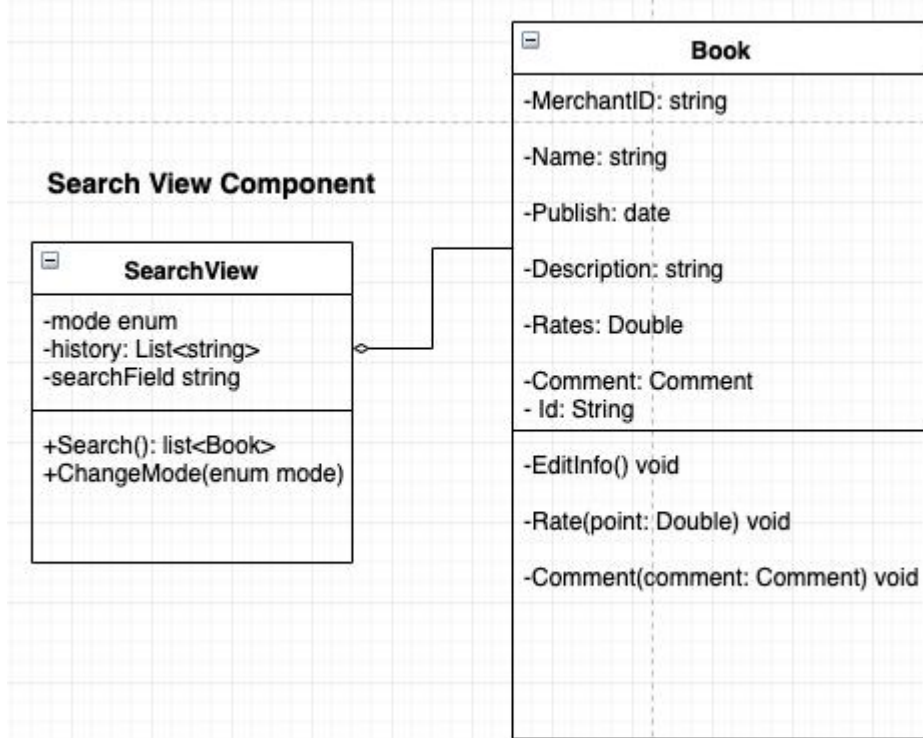 Search View Component
SearchView
-mode enum
-history: List<string>
-searchField string
+Search(): list<Book>
+ChangeMode(enum mode)
Book
-MerchantID: string
-Name: string
-Publish: date
-Description: string
-Rates: Double
-Comment: Comment
- Id: String
-EditInfo() void
-Rate(point: Double) void
-Comment(comment: Comment) void